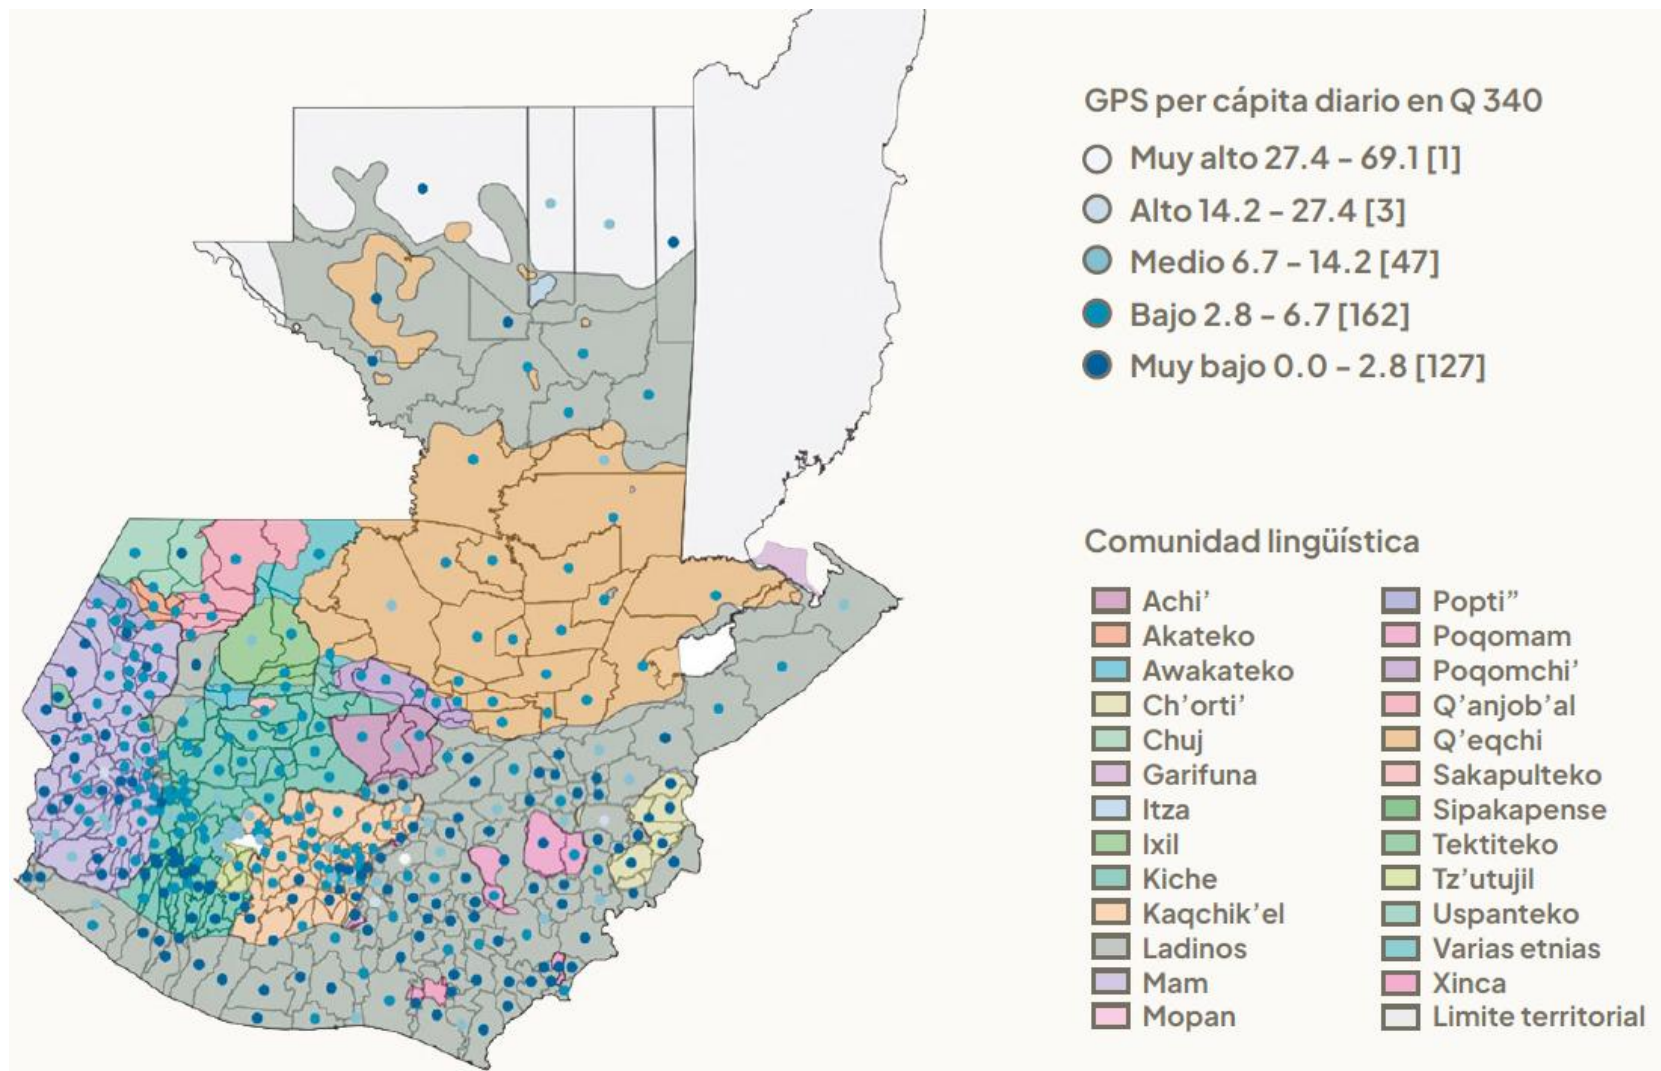 GPS per cápita diario en Q 340
Muy alto 27.4 - 69.1 [1]
Alto 14.2 - 27.4 [3]
Medio 6.7 - 14.2 [47]
Bajo 2.8 - 6.7 [162]
Muy bajo 0.0 - 2.8 [127]
Comunidad lingüística
Achi’
Akateko
Awakateko
Ch’orti’
Chuj
Garifuna
Itza
Ixil
Kiche
Kaqchik’el
Ladinos
Mam
Mopan
Popti”
Poqomam
Poqomchi’
Q’anjob’al
Q’eqchi
Sakapulteko
Sipakapense
Tektiteko
Tz’utujil
Uspanteko
Varias etnias
Xinca
Limite territorial